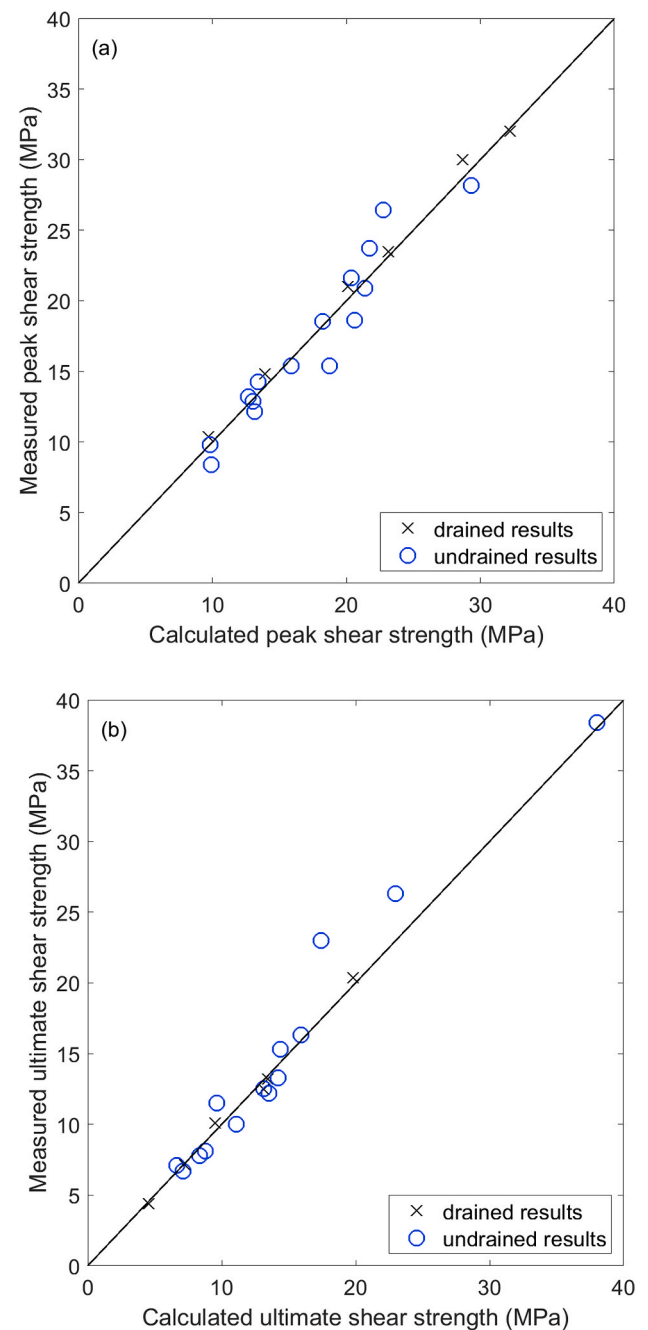 (a)
40
35
30
25
20
15
10
5
0
0 10 20 30 40
Measured peak shear strength (MPa)
Calculated peak shear strength (MPa)
drained results
undrained results
(b)
40
35
30
25
20
15
10
5
0
0 10 20 30 40
Measured ultimate shear strength (MPa)
Calculated ultimate shear strength (MPa)
drained results
undrained results